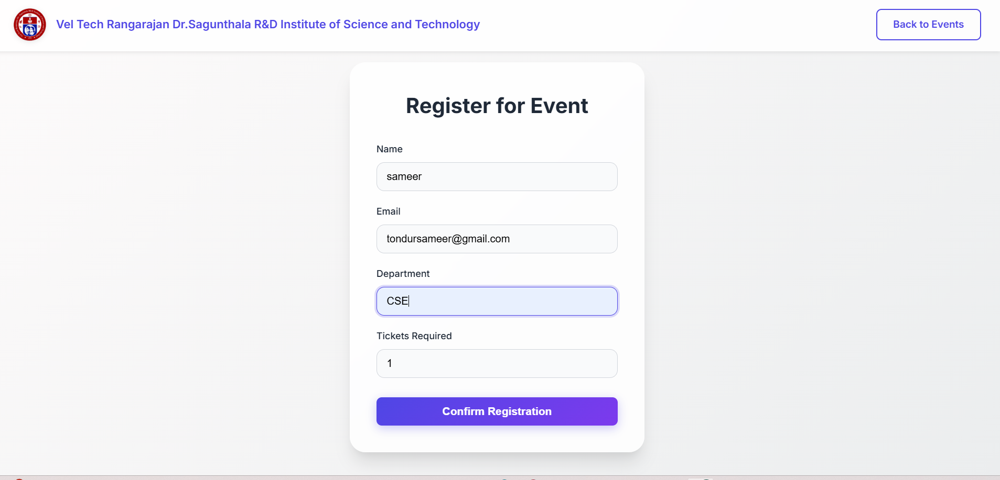 Vel Tech Rangarajan Dr.Sagunthala R&D Institute of Science and Technology
Back to Events
Register for Event
Name
sameer
Email
tondursameer@gmail.com
Department
CSE
Tickets Required
1
Confirm Registration